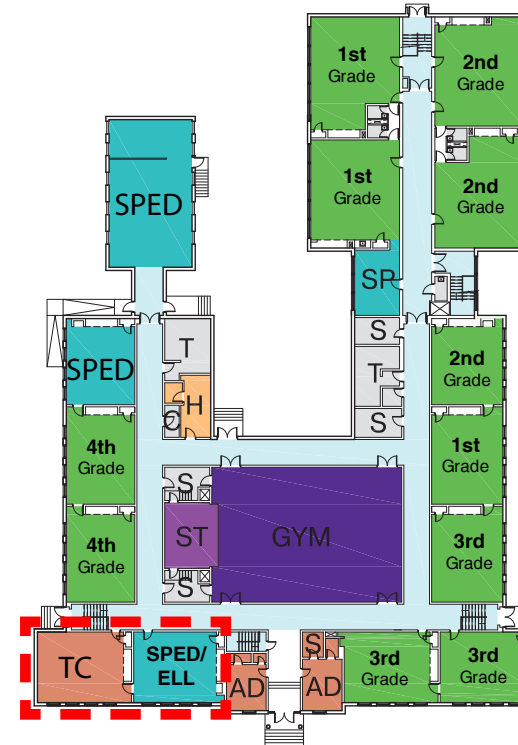 1st
Grade
2nd
Grade
1st
Grade
2nd
Grade
SPED
SP
S
T
S
2nd
Grade
SPED
T
H
C
4th
Grade
1st
Grade
S
ST
GYM
S
4th
Grade
3rd
Grade
TC
SPED/
ELL
AD
S
AD
3rd
Grade
3rd
Grade